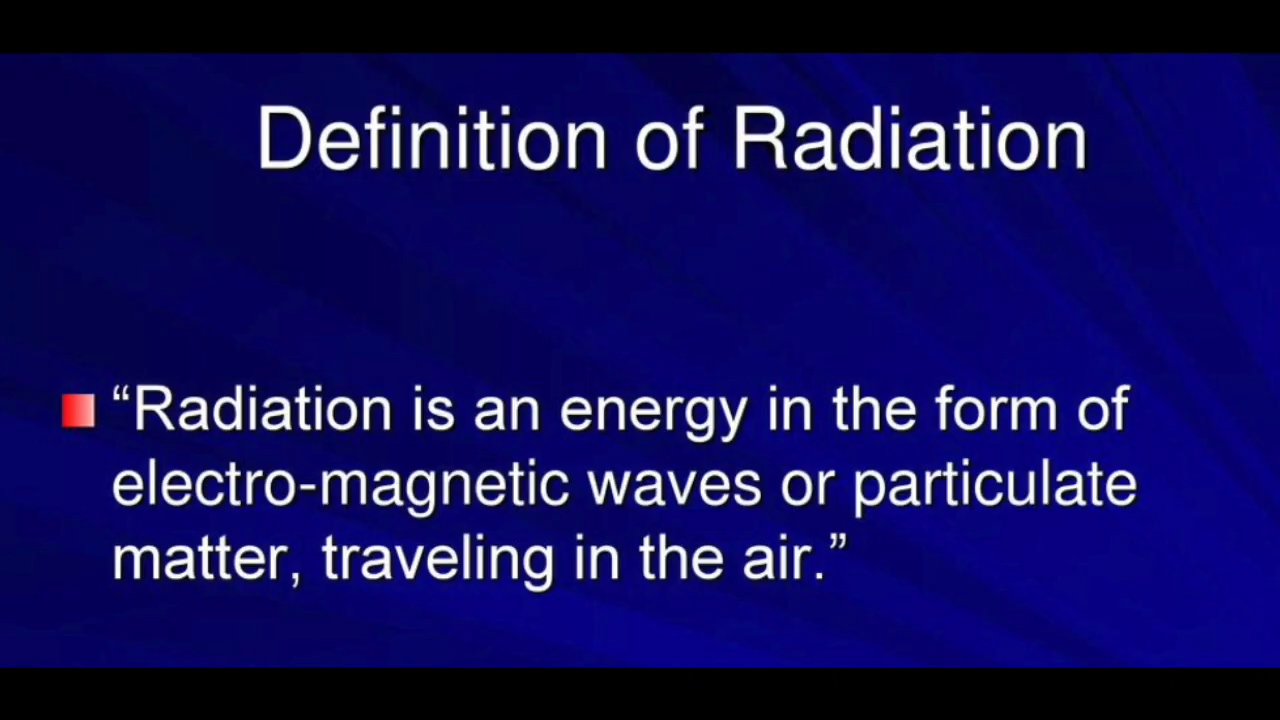 Definition of Radiation
“Radiation is an energy in the form of
electro-magnetic waves or particulate
matter, traveling in the air.”